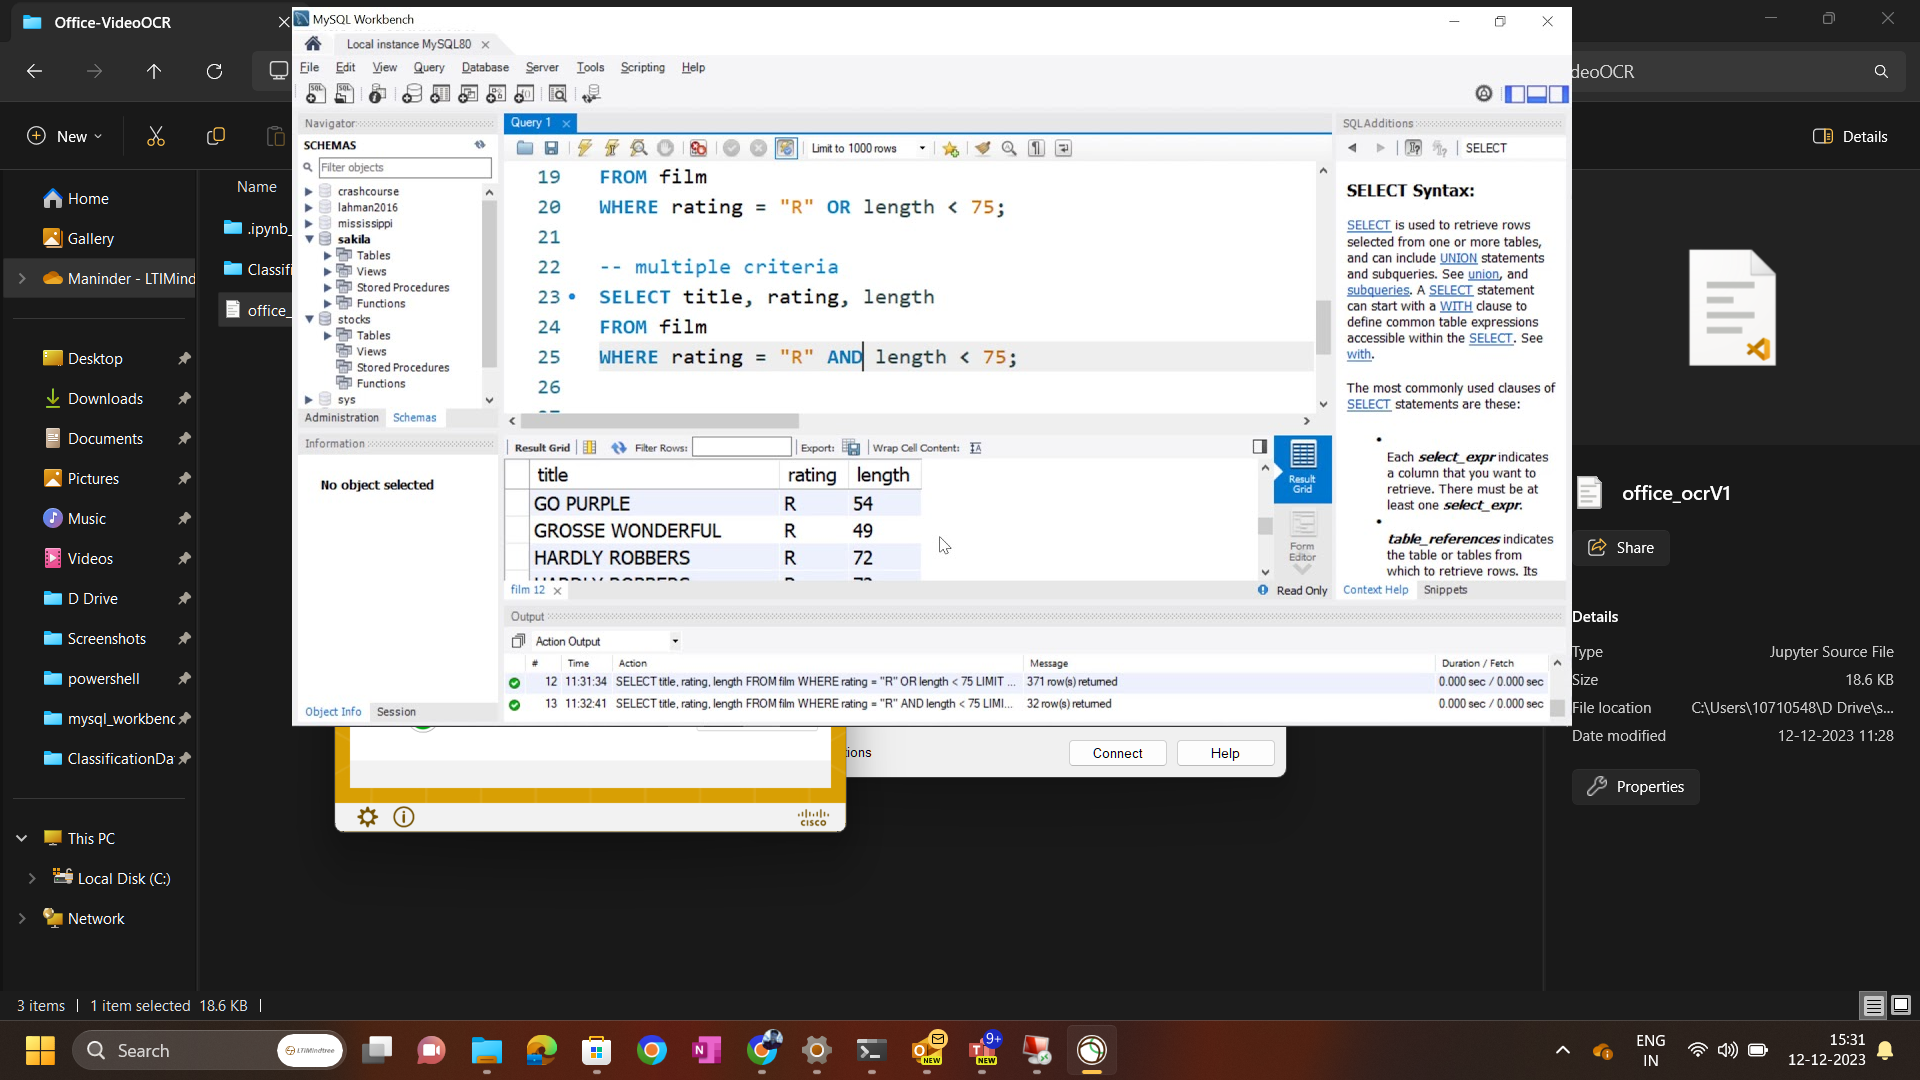 Office-VideoOCR
MySQL Workbench
Local instance MySQL80
File Edit View Query Database Server Tools Scripting Help
deoOCR
New
Details
Navigator
SCHEMAS
Filter objects
crashcourse
lahman2016
mississippi
sakila
Tables
Views
Stored Procedures
Functions
stocks
Tables
Views
Stored Procedures
Functions
sys
Administration Schemas
Information
No object selected
Object Info Session
Query 1
Limit to 1000 rows
19 FROM film
20 WHERE rating = "R" OR length < 75;
21
22 -- multiple criteria
23 SELECT title, rating, length
24 FROM film
25 WHERE rating = "R" AND length < 75;
26
Result Grid Filter Rows: Export: Wrap Cell Content:
title rating length
GO PURPLE R 54
GROSSE WONDERFUL R 49
HARDLY ROBBERS R 72
film 12
Read Only
Result Grid
Form Editor
SQLAdditions
SELECT
SELECT Syntax:
SELECT is used to retrieve rows
selected from one or more tables,
and can include UNION statements
and subqueries. See union, and
subqueries. A SELECT statement
can start with a WITH clause to
define common table expressions
accessible within the SELECT. See
with.
The most commonly used clauses of
SELECT statements are these:
Each select_expr indicates
a column that you want to
retrieve. There must be at
least one select_expr.
table_references indicates
the table or tables from
which to retrieve rows. Its
Context Help Snippets
Output
Action Output
# Time Action Message Duration / Fetch
12 11:31:34 SELECT title, rating, length FROM film WHERE rating = "R" OR length < 75 LIMIT ... 371 row(s) returned 0.000 sec / 0.000 sec
13 11:32:41 SELECT title, rating, length FROM film WHERE rating = "R" AND length < 75 LIMI... 32 row(s) returned 0.000 sec / 0.000 sec
Home
Gallery
Maninder - LTIMind
Desktop
Downloads
Documents
Pictures
Music
Videos
D Drive
Screenshots
powershell
mysql_workbenc
ClassificationDa
This PC
Local Disk (C:)
Network
Name
.ipynb_
Classifi
office_
tions
Connect Help
cisco
office_ocrV1
Share
Details
Type Jupyter Source File
Size 18.6 KB
File location C:\Users\10710548\D Drive\s...
Date modified 12-12-2023 11:28
Properties
3 items 1 item selected 18.6 KB
Search
LTIMindtree
NEW
9+
NEW
ENG
IN
15:31
12-12-2023